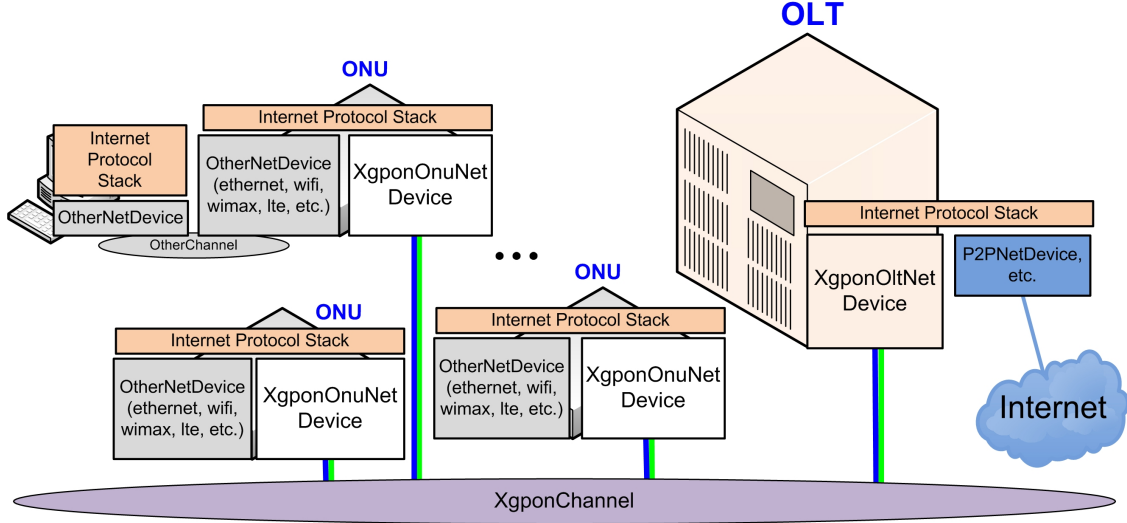 OLT
ONU
Internet Protocol Stack
Internet
Protocol
Stack
OtherNetDevice
OtherChannel
OtherNetDevice
(ethernet, wifi,
wimax, lte, etc.)
XgponOnuNet
Device
Internet Protocol Stack
XgponOltNet
Device
P2PNetDevice,
etc.
Internet
...
ONU
Internet Protocol Stack
OtherNetDevice
(ethernet, wifi,
wimax, lte, etc.)
XgponOnuNet
Device
ONU
Internet Protocol Stack
OtherNetDevice
(ethernet, wifi,
wimax, lte, etc.)
XgponOnuNet
Device
XgponChannel